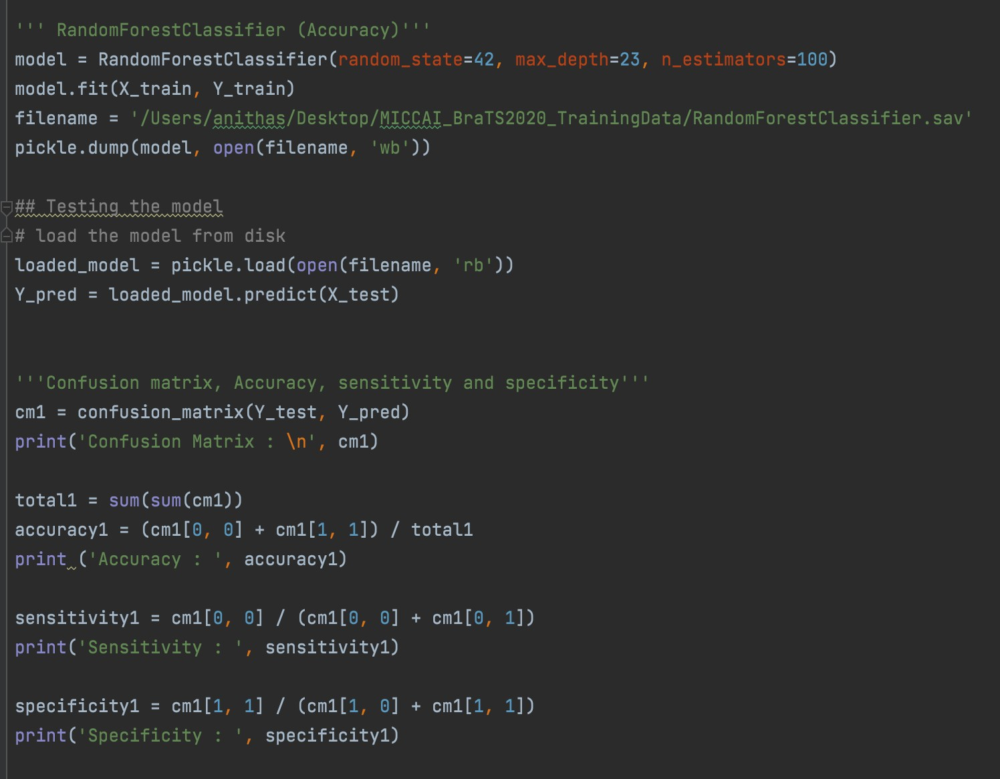 ''' RandomForestClassifier (Accuracy)'''
model = RandomForestClassifier(random_state=42, max_depth=23, n_estimators=100)
model.fit(X_train, Y_train)
filename = '/Users/anithas/Desktop/MICCAI_BraTS2020_TrainingData/RandomForestClassifier.sav'
pickle.dump(model, open(filename, 'wb'))
## Testing the model
# load the model from disk
loaded_model = pickle.load(open(filename, 'rb'))
Y_pred = loaded_model.predict(X_test)
'''Confusion matrix, Accuracy, sensitivity and specificity'''
cm1 = confusion_matrix(Y_test, Y_pred)
print('Confusion Matrix : \n', cm1)
total1 = sum(sum(cm1))
accuracy1 = (cm1[0, 0] + cm1[1, 1]) / total1
print ('Accuracy : ', accuracy1)
sensitivity1 = cm1[0, 0] / (cm1[0, 0] + cm1[0, 1])
print('Sensitivity : ', sensitivity1)
specificity1 = cm1[1, 1] / (cm1[1, 0] + cm1[1, 1])
print('Specificity : ', specificity1)